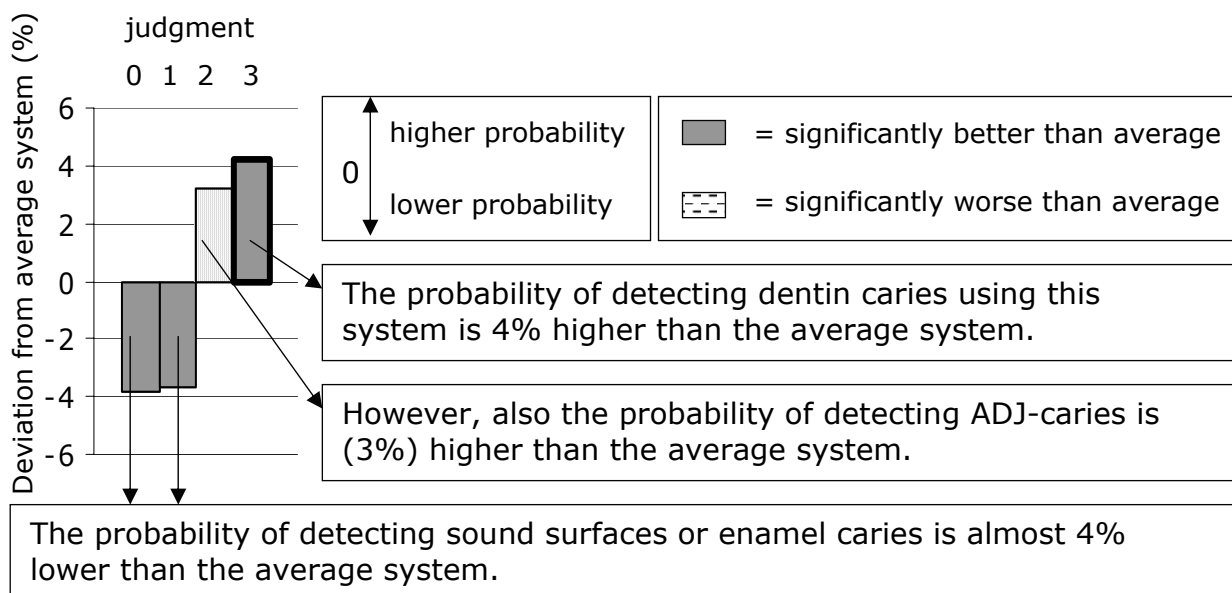 judgment
0 1 2 3
Deviation from average system (%)
6
4
2
0
-2
-4
-6
higher probability
0
lower probability
= significantly better than average
= significantly worse than average
The probability of detecting dentin caries using this
system is 4% higher than the average system.
However, also the probability of detecting ADJ-caries is
(3%) higher than the average system.
The probability of detecting sound surfaces or enamel caries is almost 4%
lower than the average system.